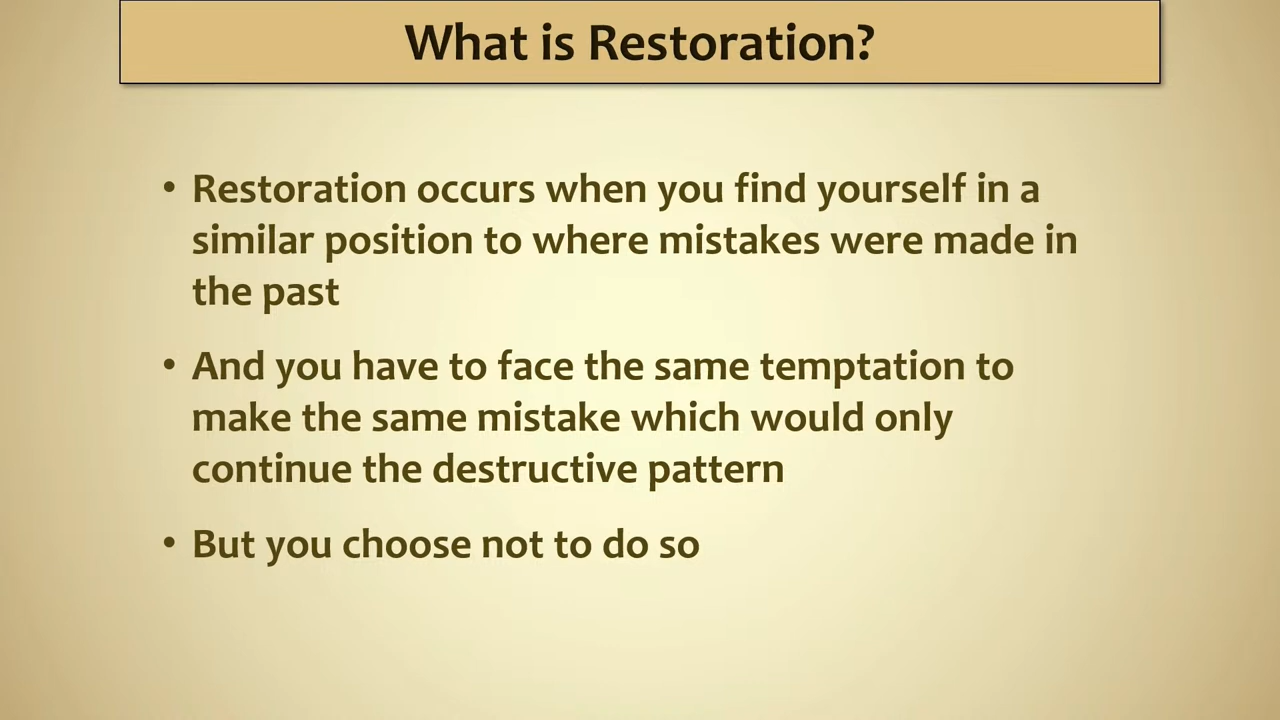 What is Restoration?
• Restoration occurs when you find yourself in a
similar position to where mistakes were made in
the past
• And you have to face the same temptation to
make the same mistake which would only
continue the destructive pattern
• But you choose not to do so